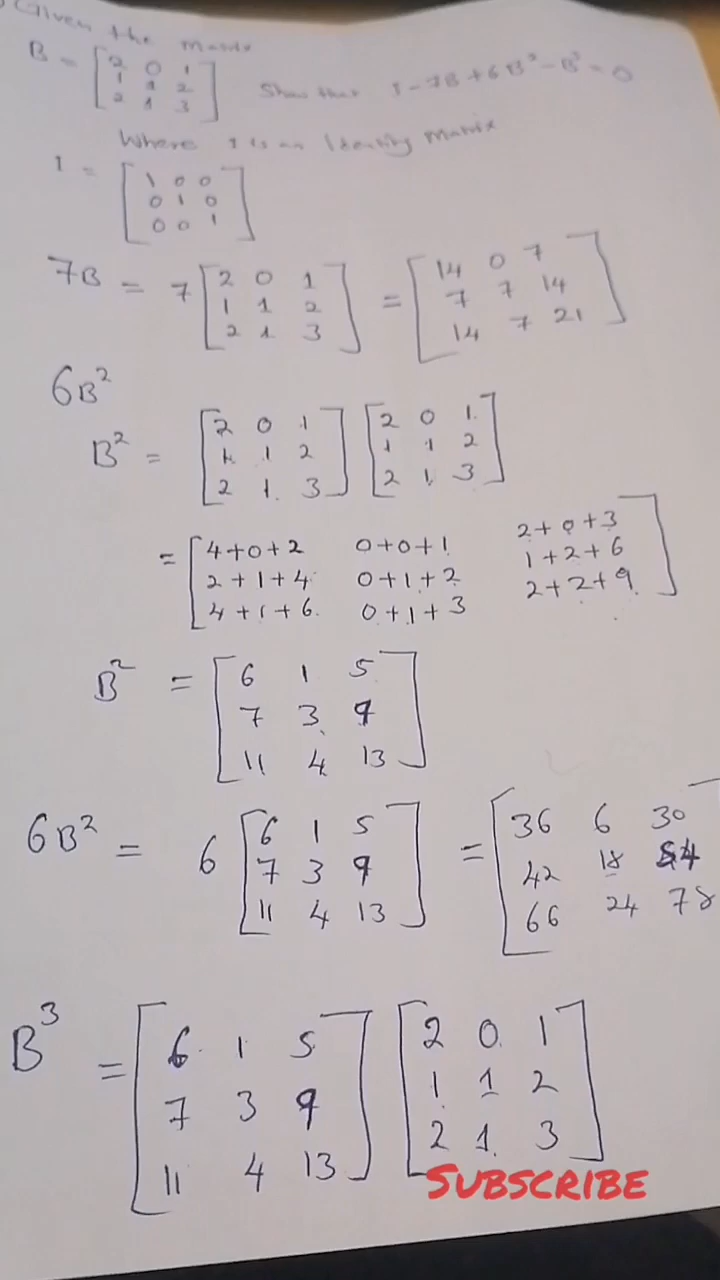 Given the matrix
B = [2 0 1
1 1 2
2 1 3] Show that I - 7B + 6B² - B³ = 0
Where I is an Identity Matrix
I = [1 0 0
0 1 0
0 0 1]
7B = 7 [2 0 1 = [14 0 7
1 1 2 7 7 14
2 1 3] 14 7 21]
6B²
B² = [2 0 1 [2 0 1
1 1 2 1 1 2
2 1 3] 2 1 3]
= [4+0+2 0+0+1 2+0+3
2+1+4 0+1+2 1+2+6
4+1+6 0+1+3 2+2+9]
B² = [6 1 5
7 3 9
11 4 13]
6B² = 6 [6 1 5 = [36 6 30
7 3 9 42 18 54
11 4 13] 66 24 78
B³ = [6 1 5 [2 0 1
7 3 9 1 1 2
11 4 13] 2 1 3]
SUBSCRIBE